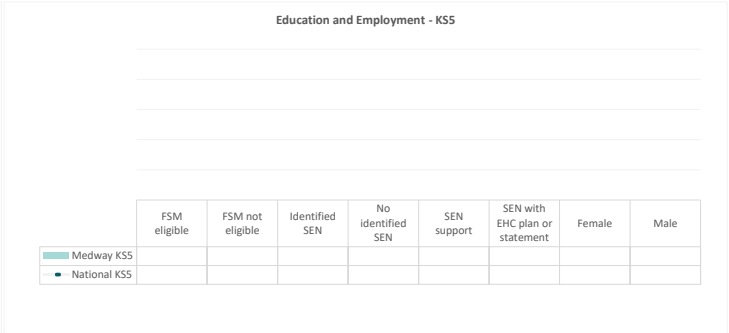 Education and Employment - KS5
FSM eligible
FSM not eligible
Identified SEN
No identified SEN
SEN support
SEN with EHC plan or statement
Female
Male
Medway KS5
National KS5